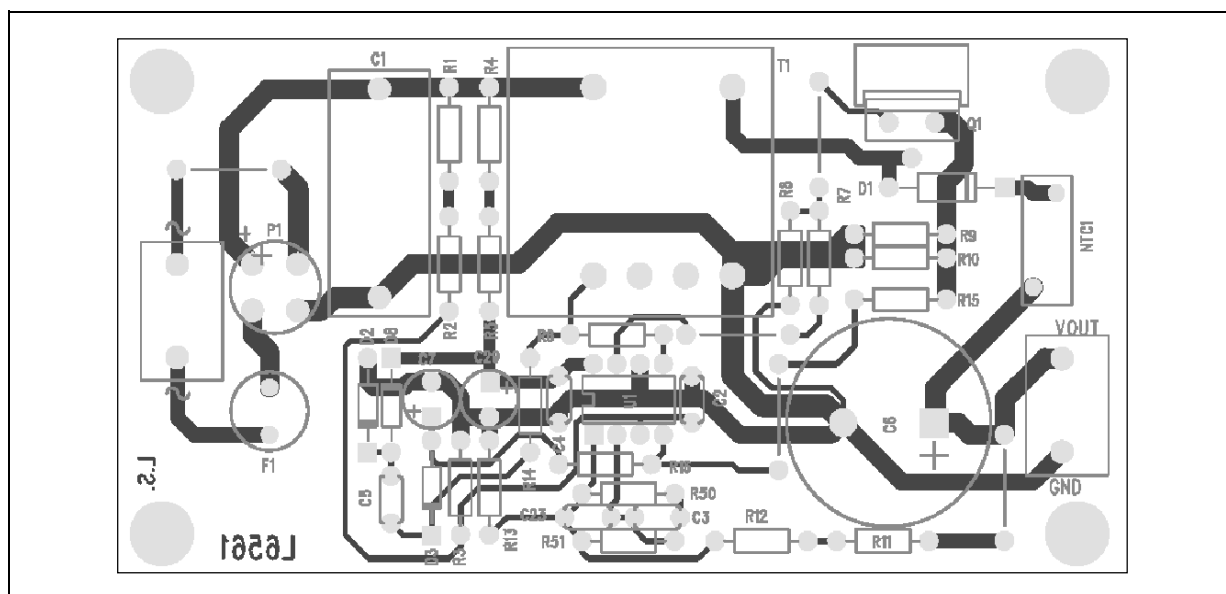 C1
R1
R4
T1
Q1
R6
R7
D1
P1
+
+
~
R9
NTC1
R10
R15
R2
R5
VOUT
D2
D8
C7
C29
+
+
U1
C2
C4
C6
+
~
F1
R14
R16
C5
R50
GND
C23
C3
R12
R51
R11
D3
R3
R13
L6561